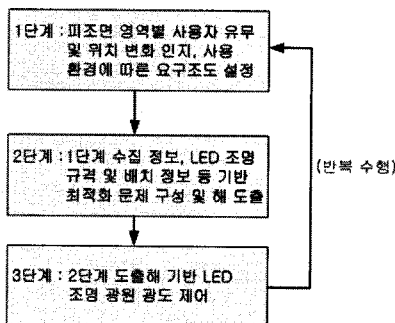 1단계 : 피조면 영역별 사용자 유무
및 위치 변화 인지, 사용
환경에 따른 요구조도 설정
2단계 : 1단계 수집 정보, LED 조명
규격 및 배치 정보 등 기반
최적화 문제 구성 및 해 도출
(반복 수행)
3단계 : 2단계 도출해 기반 LED
조명 광원 광도 제어